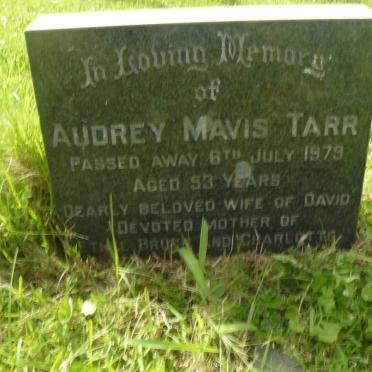 In Loving Memory
of
AUDREY MAVIS TARR
PASSED AWAY 6TH JULY 1979
AGED 53 YEARS
DEARLY BELOVED WIFE OF DAVID
DEVOTED MOTHER OF
BRUCE AND CHARLOTTE